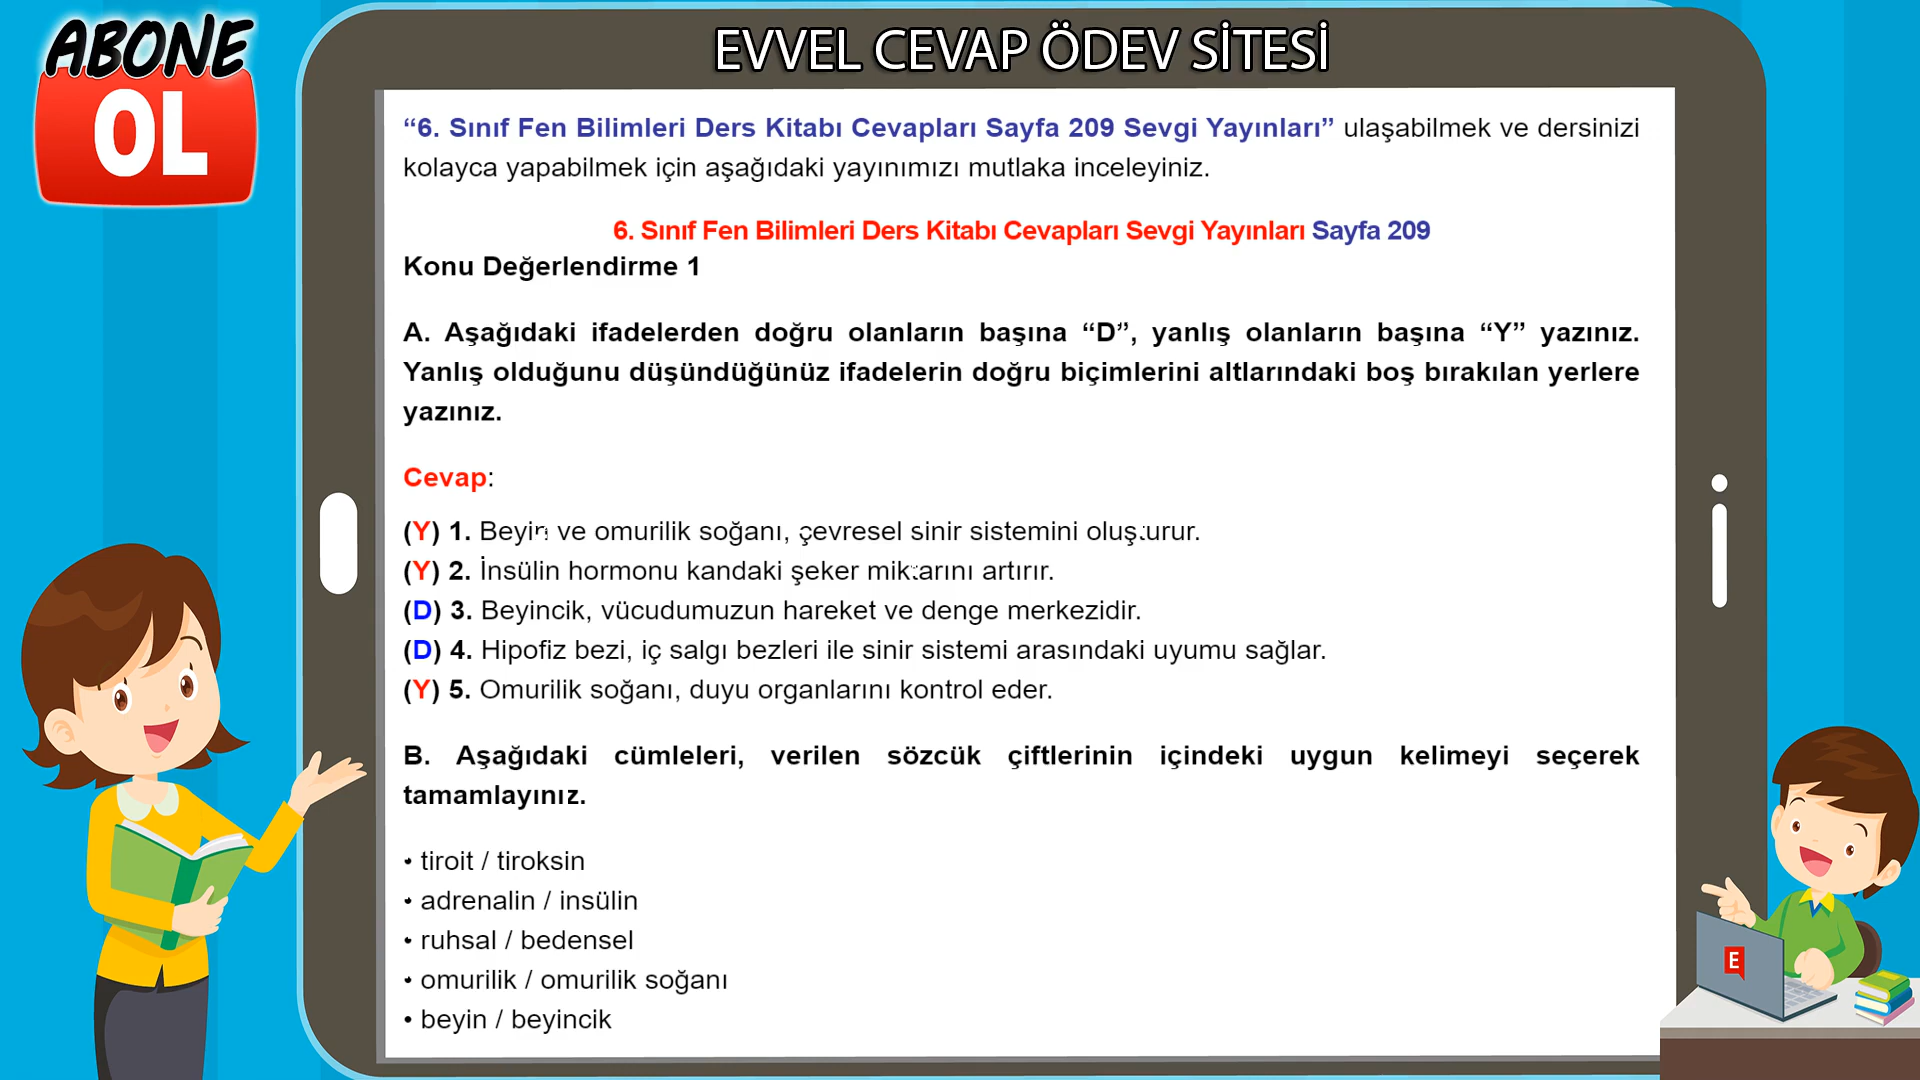 ABONE
OL
EVVEL CEVAP ÖDEV SİTESİ
“6. Sınıf Fen Bilimleri Ders Kitabı Cevapları Sayfa 209 Sevgi Yayınları” ulaşabilmek ve dersinizi
kolayca yapabilmek için aşağıdaki yayınımızı mutlaka inceleyiniz.
6. Sınıf Fen Bilimleri Ders Kitabı Cevapları Sevgi Yayınları Sayfa 209
Konu Değerlendirme 1
A. Aşağıdaki ifadelerden doğru olanların başına “D”, yanlış olanların başına “Y” yazınız.
Yanlış olduğunu düşündüğünüz ifadelerin doğru biçimlerini altlarındaki boş bırakılan yerlere
yazınız.
Cevap:
(Y) 1. Beyin ve omurilik soğanı, çevresel sinir sistemini oluşturur.
(Y) 2. İnsülin hormonu kandaki şeker miktarını artırır.
(D) 3. Beyincik, vücudumuzun hareket ve denge merkezidir.
(D) 4. Hipofiz bezi, iç salgı bezleri ile sinir sistemi arasındaki uyumu sağlar.
(Y) 5. Omurilik soğanı, duyu organlarını kontrol eder.
B. Aşağıdaki cümleleri, verilen sözcük çiftlerinin içindeki uygun kelimeyi seçerek
tamamlayınız.
• tiroit / tiroksin
• adrenalin / insülin
• ruhsal / bedensel
• omurilik / omurilik soğanı
• beyin / beyincik
E